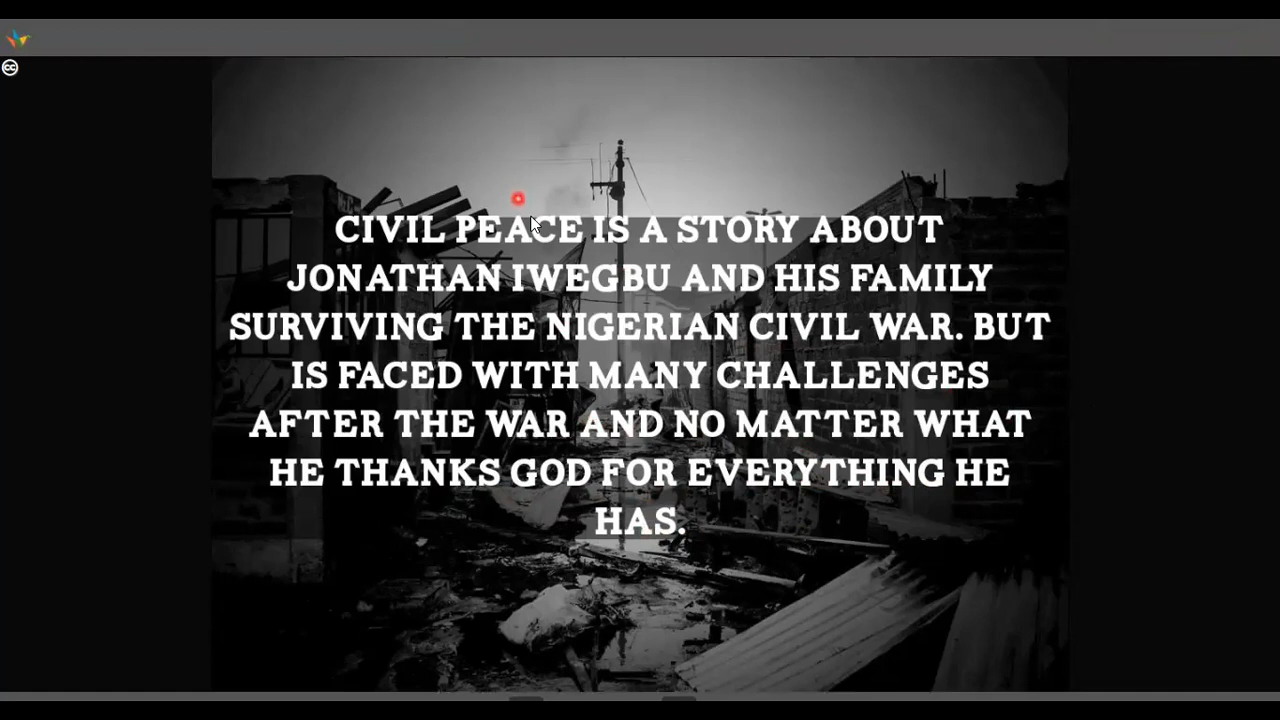 CIVIL PEACE IS A STORY ABOUT
JONATHAN IWEGBU AND HIS FAMILY
SURVIVING THE NIGERIAN CIVIL WAR. BUT
IS FACED WITH MANY CHALLENGES
AFTER THE WAR AND NO MATTER WHAT
HE THANKS GOD FOR EVERYTHING HE
HAS.